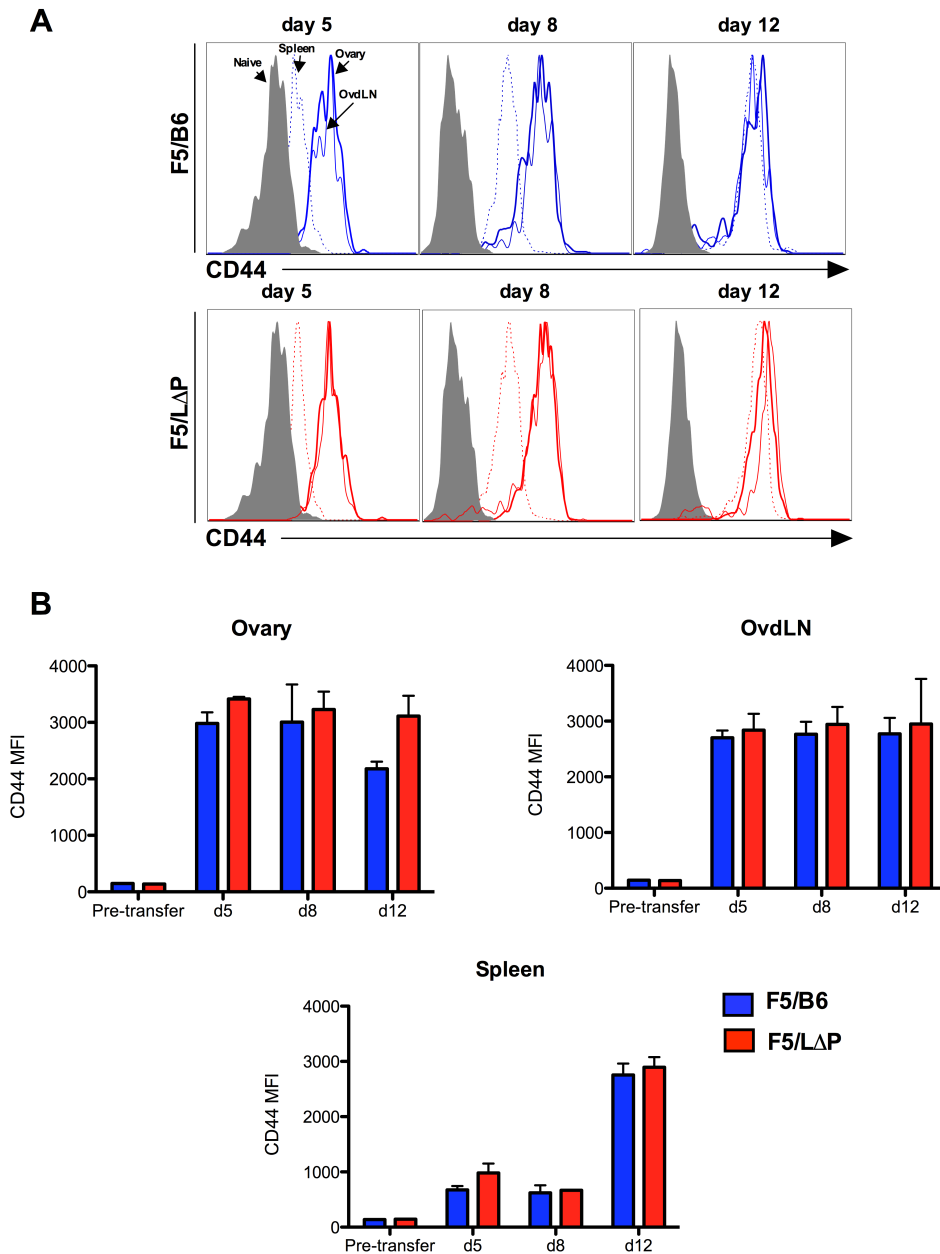 A
day 5 day 8 day 12
F5/B6
Naive Spleen Ovary
OvdLN
CD44
day 5 day 8 day 12
F5/LΔP
CD44
B
Ovary
CD44 MFI
4000
3000
2000
1000
0
Pre-transfer d5 d8 d12
OvdLN
CD44 MFI
4000
3000
2000
1000
0
Pre-transfer d5 d8 d12
Spleen
CD44 MFI
4000
3000
2000
1000
0
Pre-transfer d5 d8 d12
F5/B6
F5/LΔP